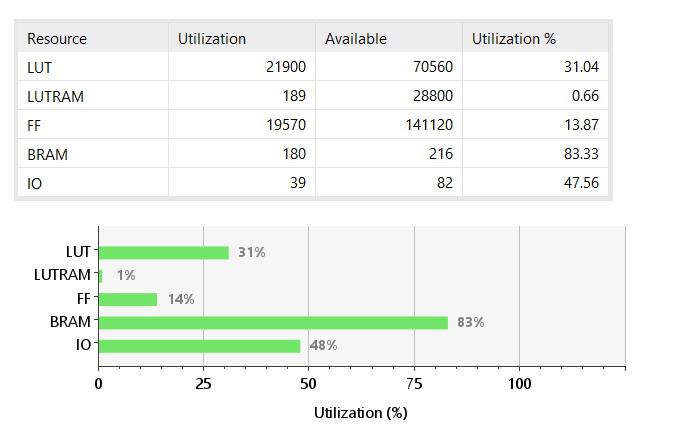 Resource Utilization Available Utilization %
LUT 21900 70560 31.04
LUTRAM 189 28800 0.66
FF 19570 141120 13.87
BRAM 180 216 83.33
IO 39 82 47.56
LUT 31%
LUTRAM 1%
FF 14%
BRAM 83%
IO 48%
0 25 50 75 100
Utilization (%)